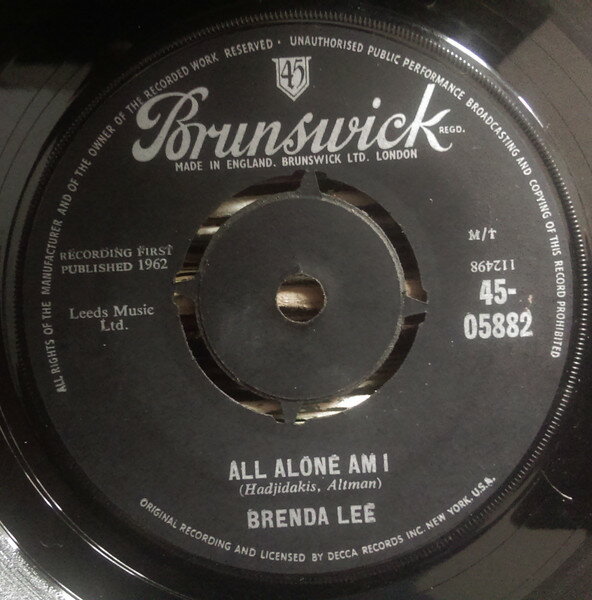 ALL RIGHTS OF THE MANUFACTURER AND OF THE OWNER OF THE RECORDED WORK RESERVED · UNAUTHORISED PUBLIC PERFORMANCE BROADCASTING AND COPYING OF THIS RECORD PROHIBITED
45
Brunswick
REGD.
MADE IN ENGLAND. BRUNSWICK LTD. LONDON
RECORDING FIRST
PUBLISHED 1962
Leeds Music
Ltd.
M/T
112498
45-
05882
ALL ALONE AM I
(Hadjidakis, Altman)
BRENDA LEE
ORIGINAL RECORDING AND LICENSED BY DECCA RECORDS INC. NEW YORK. U.S.A.